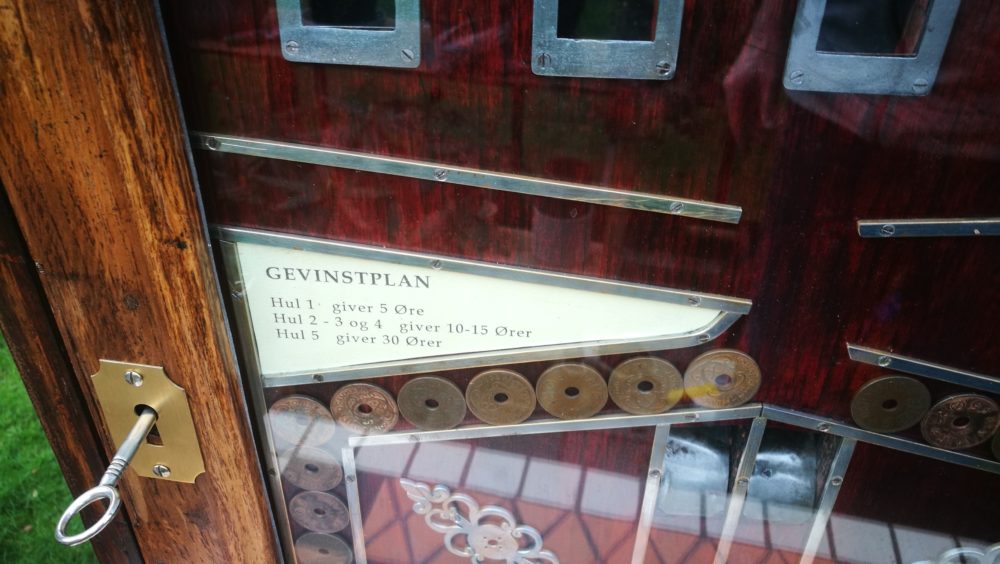 GEVINSTPLAN
Hul 1 giver 5 Øre
Hul 2 - 3 og 4 giver 10-15 Ører
Hul 5 giver 30 Ører